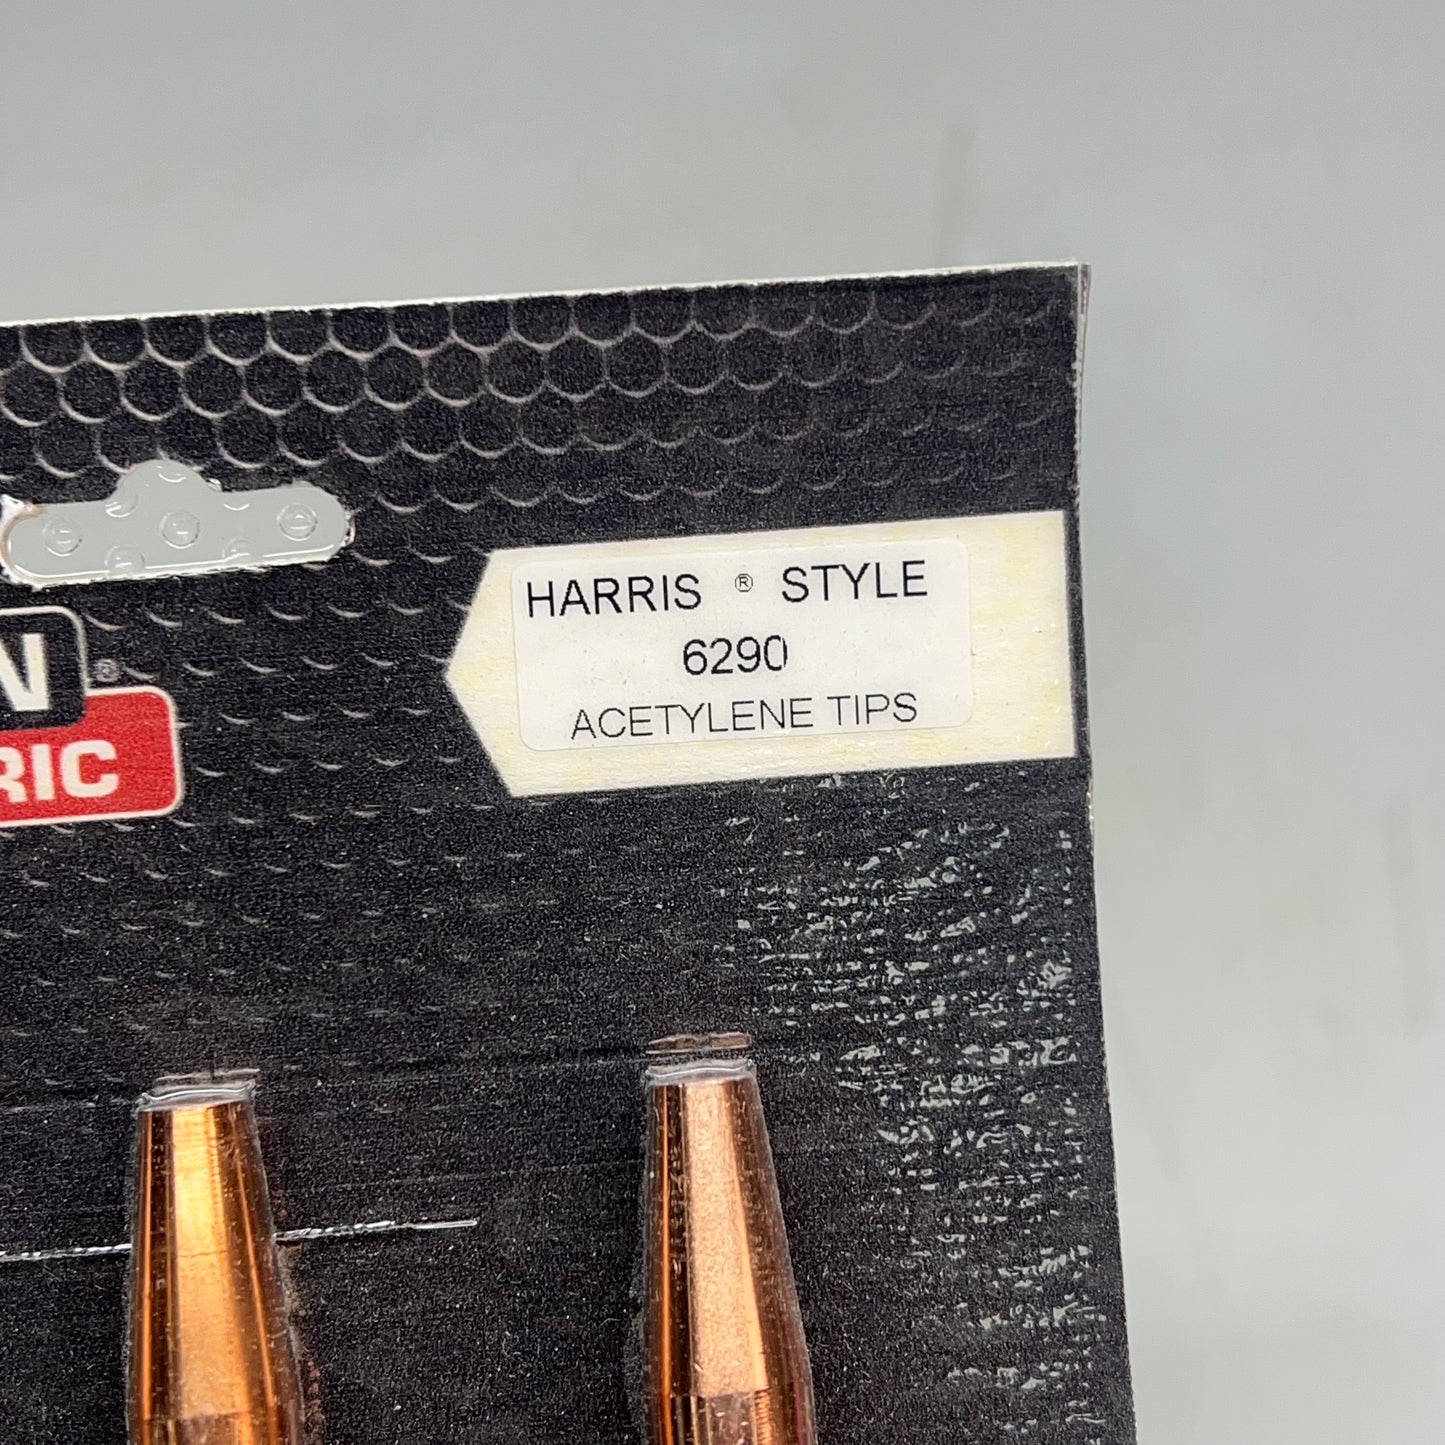 HARRIS ® STYLE
6290
ACETYLENE TIPS
N ®
RIC